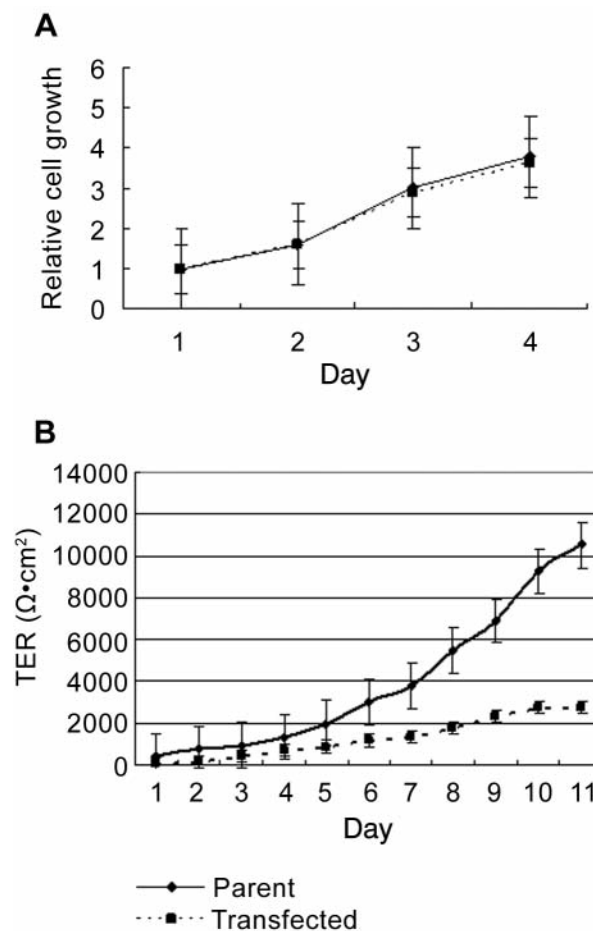 A
Relative cell growth
6
5
4
3
2
1
0
1 2 3 4
Day
B
TER (Ω•cm²)
14000
12000
10000
8000
6000
4000
2000
0
1 2 3 4 5 6 7 8 9 10 11
Day
Parent
Transfected